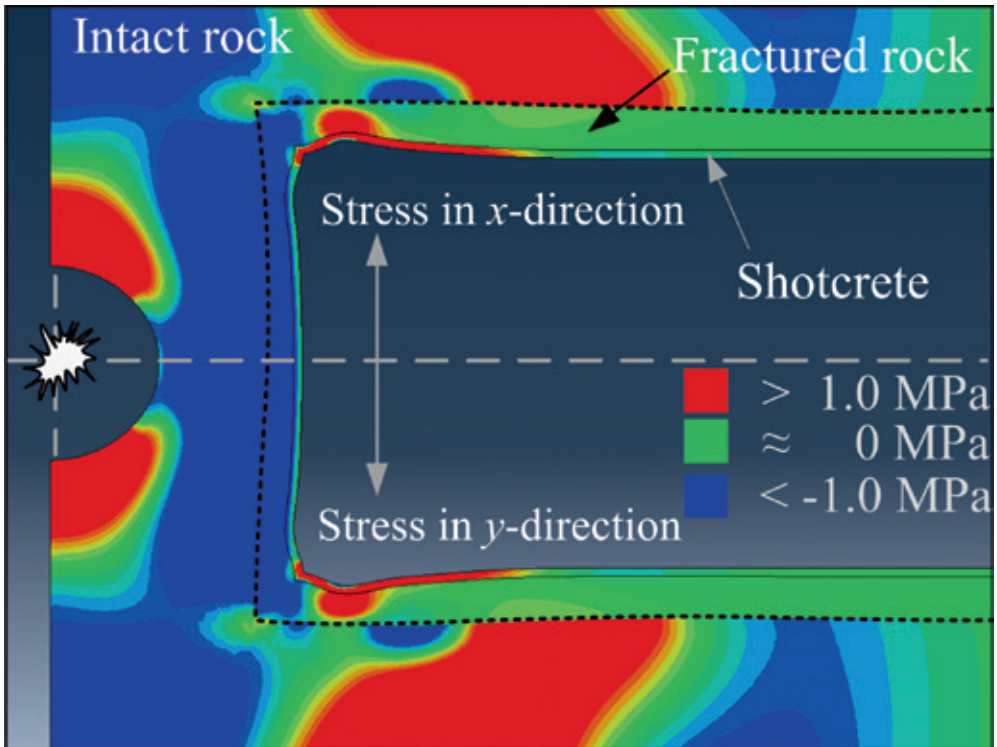 Intact rock
Fractured rock
Stress in x-direction
Shotcrete
> 1.0 MPa
≈ 0 MPa
< -1.0 MPa
Stress in y-direction